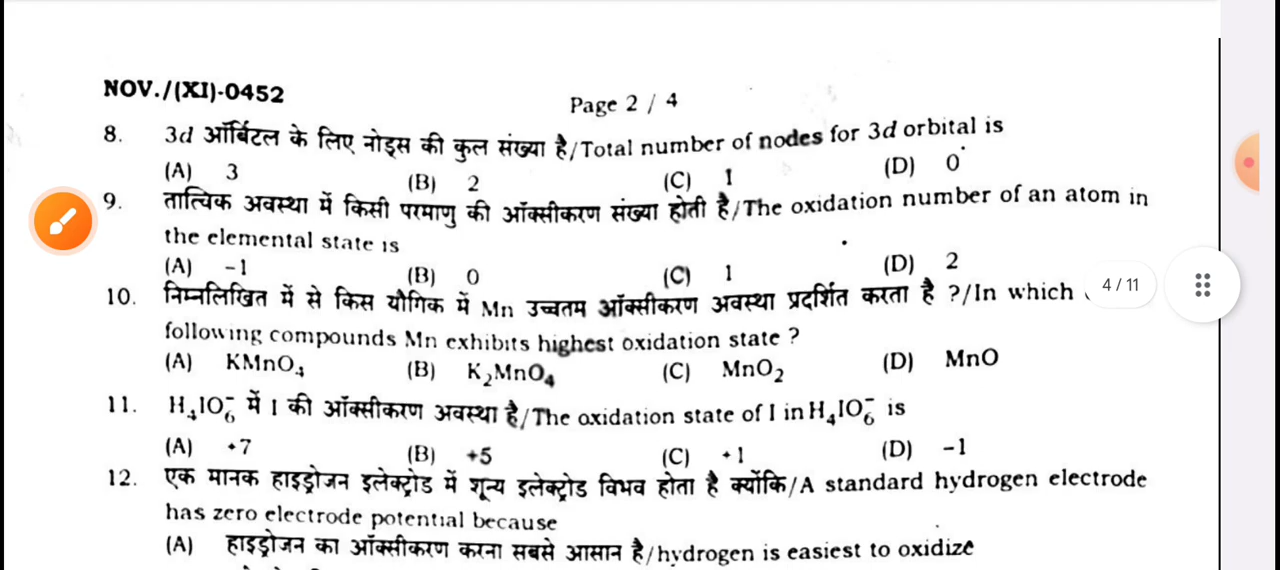 NOV./(XI)-0452
Page 2 / 4
8. 3d ऑर्बिटल के लिए नोड्स की कुल संख्या है/Total number of nodes for 3d orbital is
(A) 3 (B) 2 (C) 1 (D) 0
9. तात्विक अवस्था में किसी परमाणु की ऑक्सीकरण संख्या होती है/The oxidation number of an atom in
the elemental state is
(A) -1 (B) 0 (C) 1 (D) 2
10. निम्नलिखित में से किस यौगिक में Mn उच्चतम ऑक्सीकरण अवस्था प्रदर्शित करता है ?/In which
4 / 11
following compounds Mn exhibits highest oxidation state ?
(A) KMnO₄ (B) K₂MnO₄ (C) MnO₂ (D) MnO
11. H₄IO₆⁻ में I की ऑक्सीकरण अवस्था है/The oxidation state of I in H₄IO₆⁻ is
(A) +7 (B) +5 (C) +1 (D) -1
12. एक मानक हाइड्रोजन इलेक्ट्रोड में शून्य इलेक्ट्रोड विभव होता है क्योंकि/A standard hydrogen electrode
has zero electrode potential because
(A) हाइड्रोजन का ऑक्सीकरण करना सबसे आसान है/hydrogen is easiest to oxidize